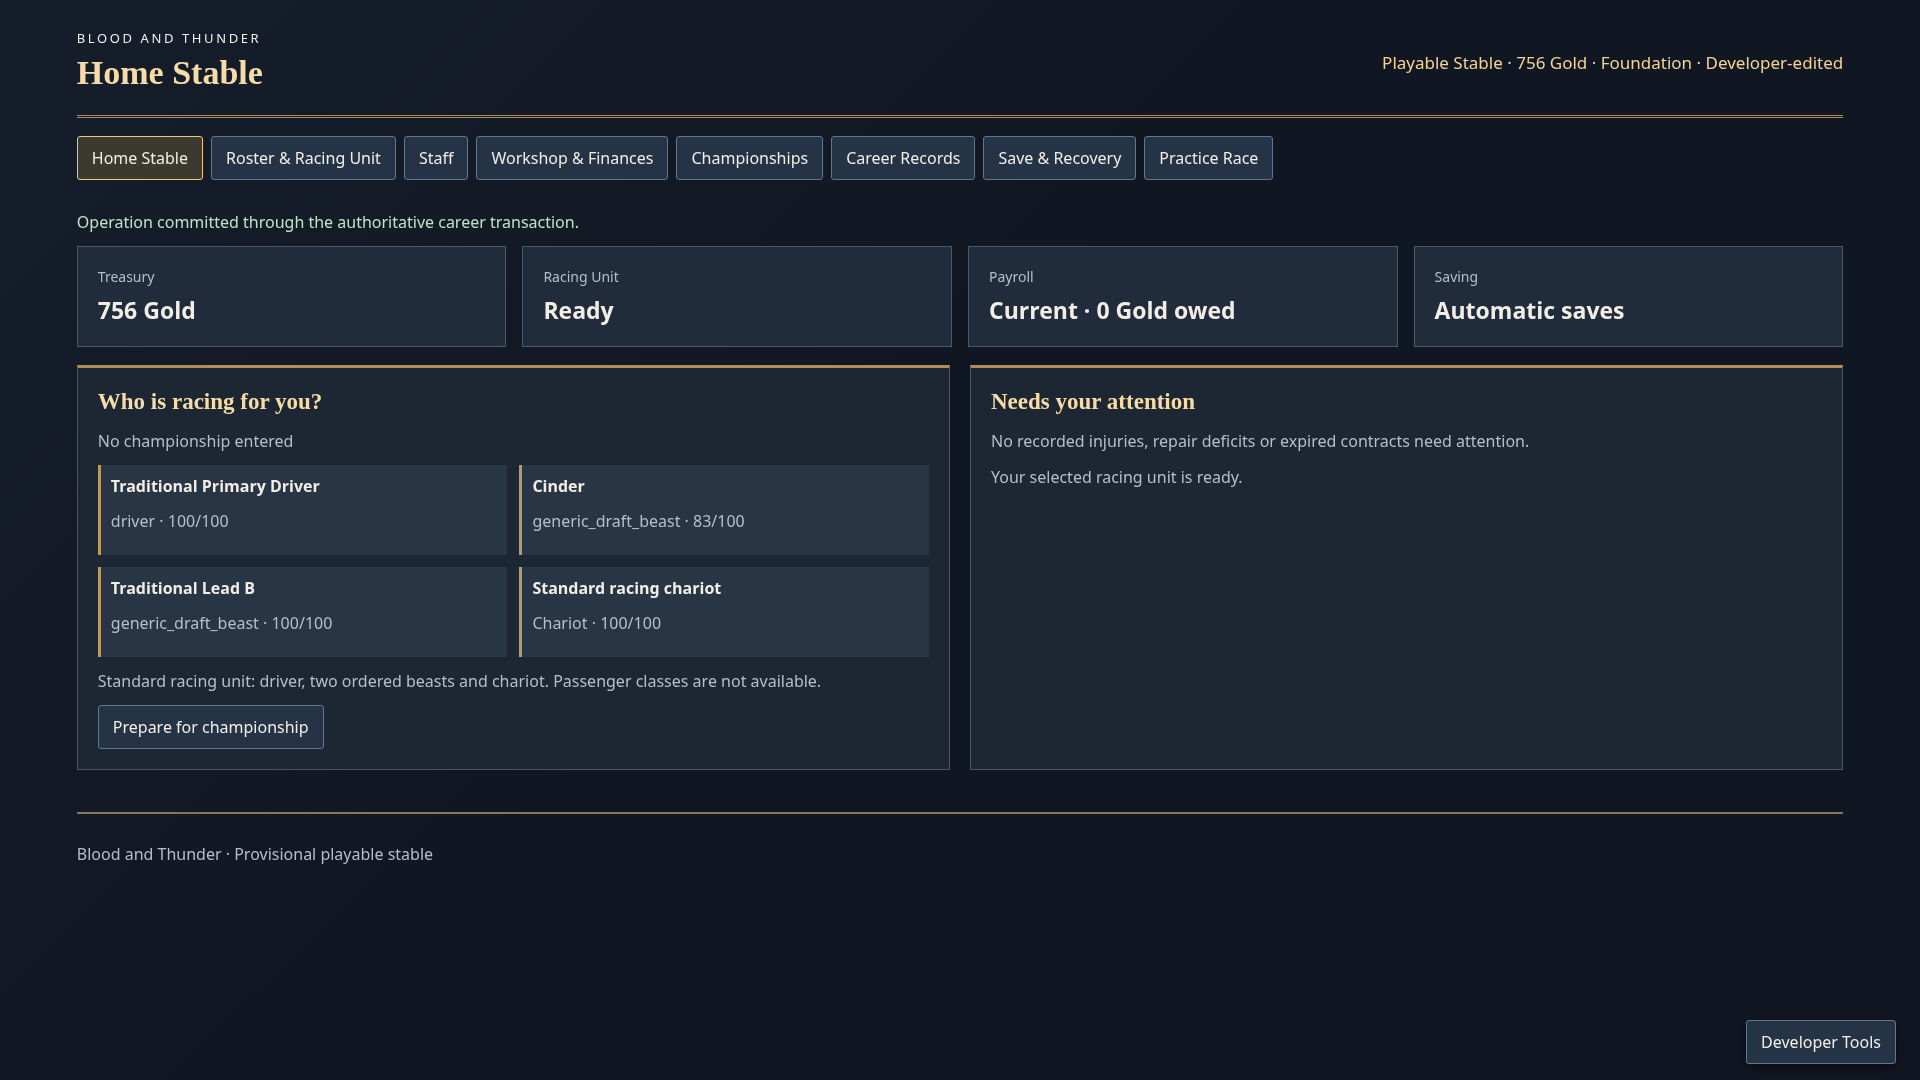 BLOOD AND THUNDER
Home Stable
Playable Stable · 756 Gold · Foundation · Developer-edited
Home Stable
Roster & Racing Unit
Staff
Workshop & Finances
Championships
Career Records
Save & Recovery
Practice Race
Operation committed through the authoritative career transaction.
Treasury
756 Gold
Racing Unit
Ready
Payroll
Current · 0 Gold owed
Saving
Automatic saves
Who is racing for you?
No championship entered
Traditional Primary Driver
driver · 100/100
Cinder
generic_draft_beast · 83/100
Traditional Lead B
generic_draft_beast · 100/100
Standard racing chariot
Chariot · 100/100
Standard racing unit: driver, two ordered beasts and chariot. Passenger classes are not available.
Prepare for championship
Needs your attention
No recorded injuries, repair deficits or expired contracts need attention.
Your selected racing unit is ready.
Blood and Thunder · Provisional playable stable
Developer Tools